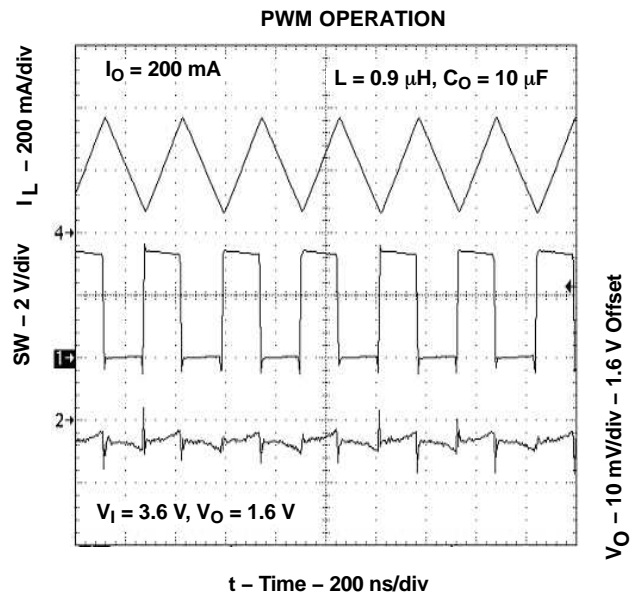 PWM OPERATION
I_O = 200 mA
L = 0.9 μH, C_O = 10 μF
I_L – 200 mA/div
4
SW – 2 V/div
1
2
V_I = 3.6 V, V_O = 1.6 V
V_O – 10 mV/div – 1.6 V Offset
t – Time – 200 ns/div